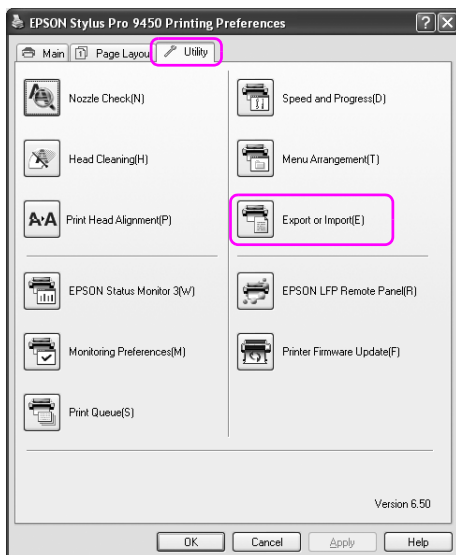 EPSON Stylus Pro 9450 Printing Preferences
Main
Page Layou
Utility
Nozzle Check(N)
Speed and Progress(D)
Head Cleaning(H)
Menu Arrangement(T)
A·A Print Head Alignment(P)
Export or Import(E)
EPSON Status Monitor 3(W)
EPSON LFP Remote Panel(R)
Monitoring Preferences(M)
Printer Firmware Update(F)
Print Queue(S)
Version 6.50
OK
Cancel
Apply
Help